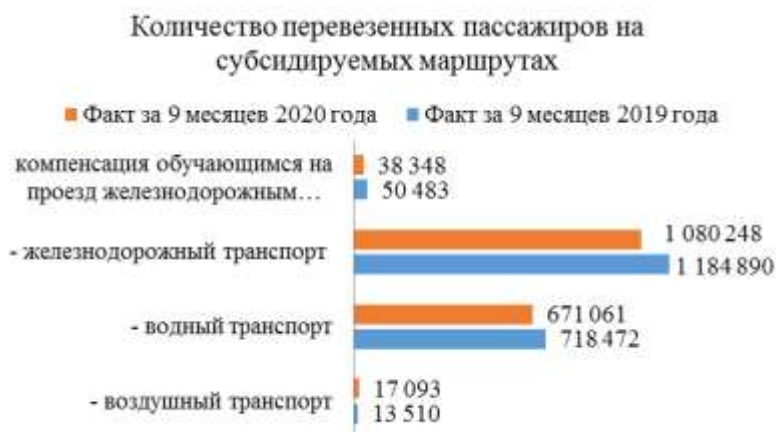 Количество перевезенных пассажиров на
субсидируемых маршрутах
Факт за 9 месяцев 2020 года Факт за 9 месяцев 2019 года
компенсация обучающимся на
проезд железнодорожным…
38 348
50 483
- железнодорожный транспорт
1 080 248
1 184 890
- водный транспорт
671 061
718 472
- воздушный транспорт
17 093
13 510